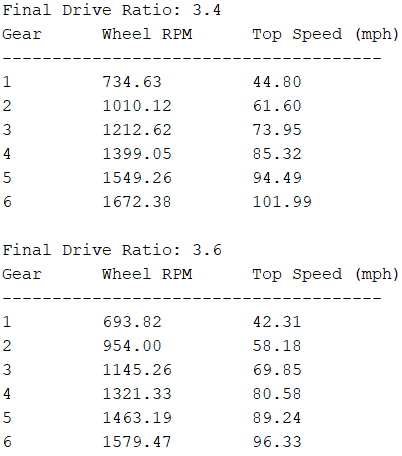 Final Drive Ratio: 3.4
Gear      Wheel RPM      Top Speed (mph)
--------------------------------------
1         734.63         44.80
2         1010.12        61.60
3         1212.62        73.95
4         1399.05        85.32
5         1549.26        94.49
6         1672.38        101.99
Final Drive Ratio: 3.6
Gear      Wheel RPM      Top Speed (mph)
--------------------------------------
1         693.82         42.31
2         954.00         58.18
3         1145.26        69.85
4         1321.33        80.58
5         1463.19        89.24
6         1579.47        96.33